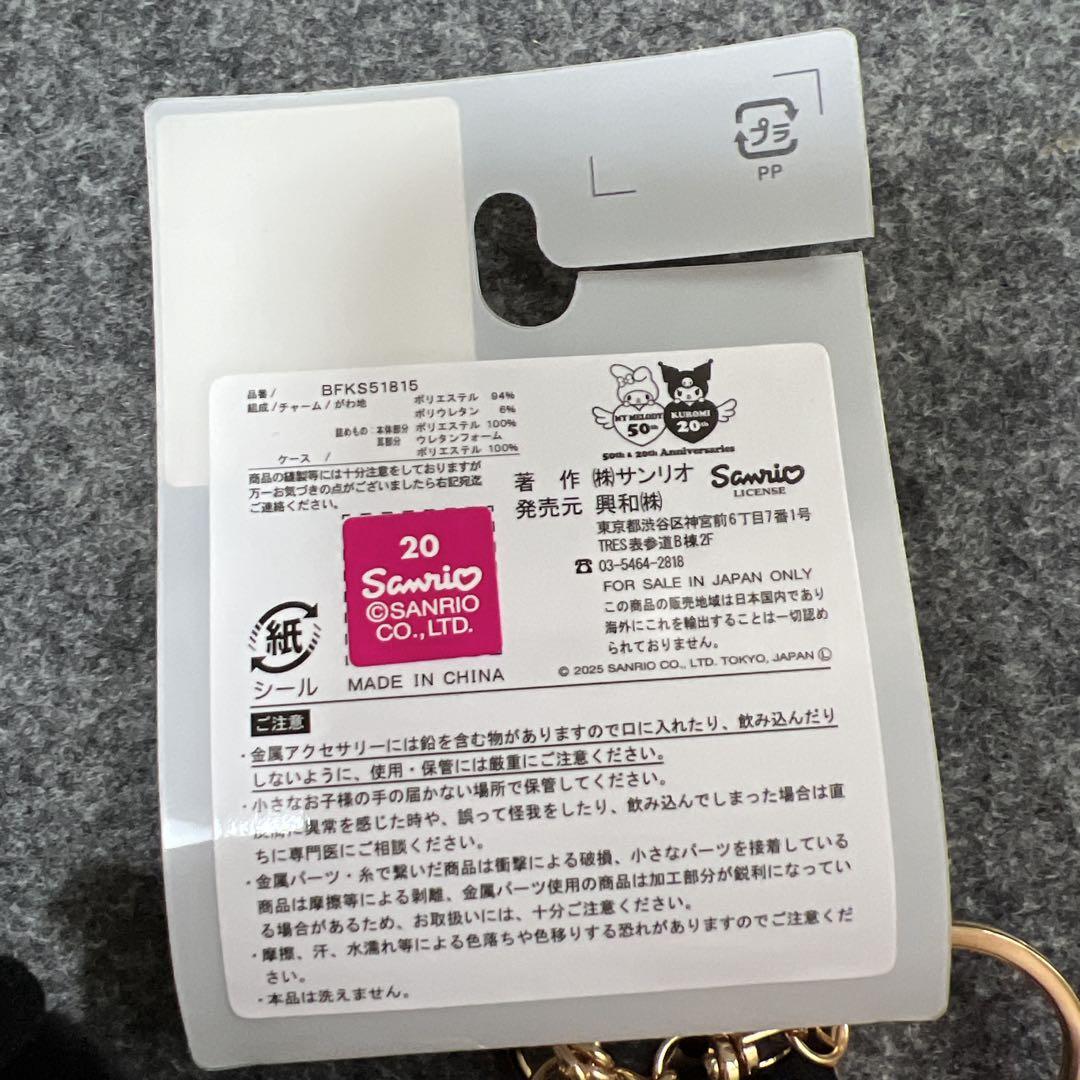 プラ
PP
品番/ BFKS51815
組成/チャーム/がわ地 ポリエステル 94%
ポリウレタン 6%
詰めもの:本体部分 ポリエステル 100%
耳部分 ウレタンフォーム
ケース / ポリエステル 100%
商品の縫製等には十分注意をしておりますが
万一お気づきの点がございましたら右記宛迄
ご連絡ください。
MY MELODY 50th
KUROMI 20th
50th & 20th Anniversaries
著 作 ㈱サンリオ Sanrio
LICENSE
発売元 興和㈱
東京都渋谷区神宮前6丁目7番1号
TRES表参道B棟2F
☎ 03-5464-2818
FOR SALE IN JAPAN ONLY
この商品の販売地域は日本国内であり
海外にこれを輸出することは一切認め
られておりません。
© 2025 SANRIO CO., LTD. TOKYO, JAPAN Ⓛ
20
Sanrio
©SANRIO
CO.,LTD.
紙
シール
MADE IN CHINA
ご注意
・金属アクセサリーには鉛を含む物がありますので口に入れたり、飲み込んだり
しないように、使用・保管には厳重にご注意ください。
・小さなお子様の手の届かない場所で保管してください。
異常を感じた時や、誤って怪我をしたり、飲み込んでしまった場合は直
ちに専門医にご相談ください。
・金属パーツ・糸で繋いだ商品は衝撃による破損、小さなパーツを接着している
商品は摩擦等による剥離、金属パーツ使用の商品は加工部分が鋭利になってい
る場合があるため、お取扱いには、十分ご注意ください。
・摩擦、汗、水濡れ等による色落ちや色移りする恐れがありますのでご注意くだ
さい。
・本品は洗えません。